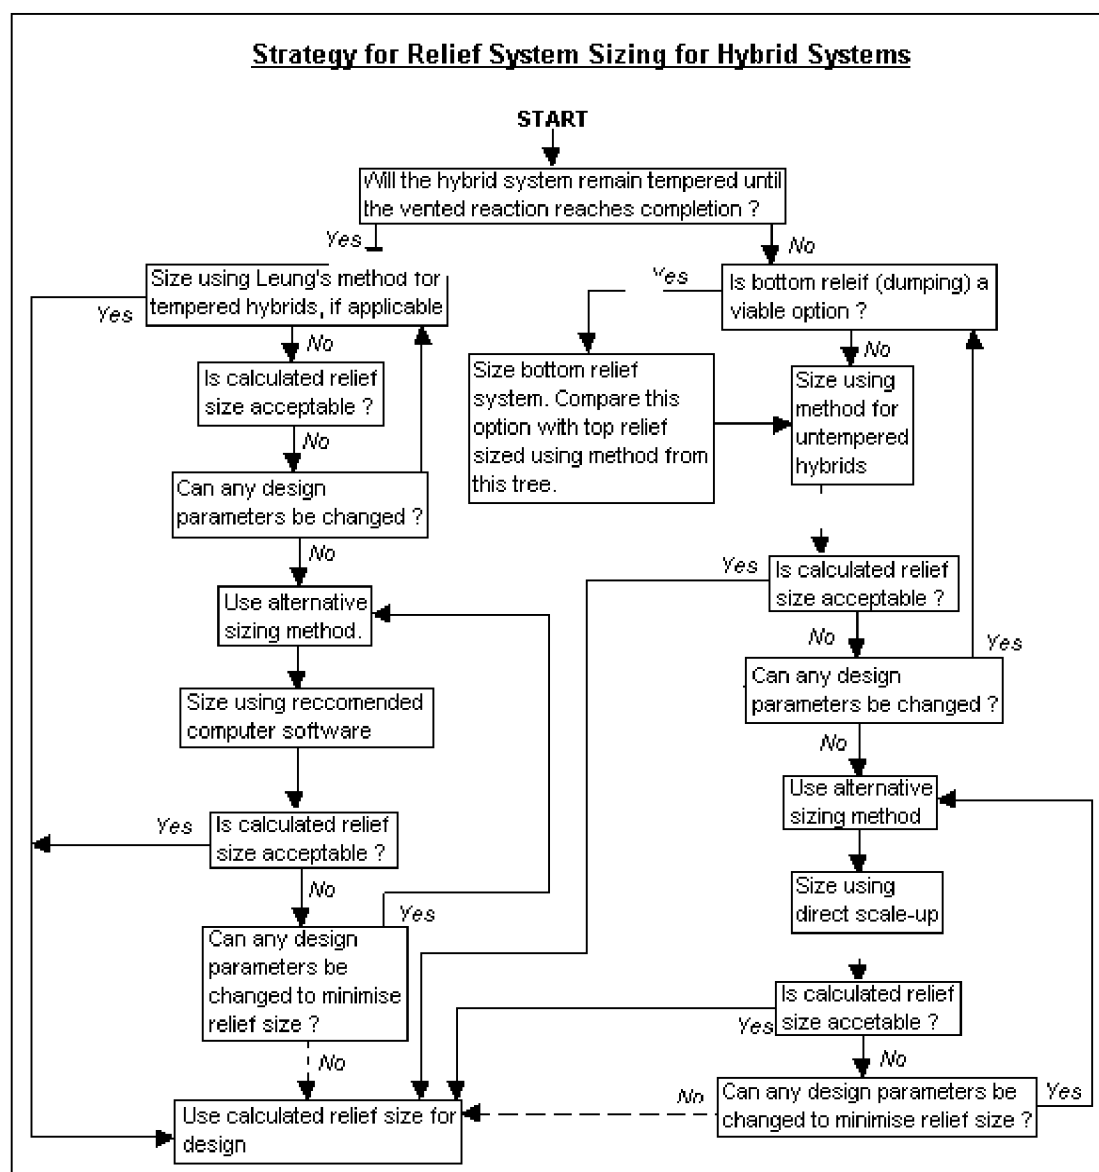 Strategy for Relief System Sizing for Hybrid Systems
START
Will the hybrid system remain tempered until
the vented reaction reaches completion ?
Yes
No
Size using Leung's method for
tempered hybrids, if applicable
Yes
Yes
Is bottom releif (dumping) a
viable option ?
No
No
Is calculated relief
size acceptable ?
Size bottom relief
system. Compare this
option with top relief
sized using method from
this tree.
Size using
method for
untempered
hybrids
No
Can any design
parameters be changed ?
No
Yes
Is calculated relief
size acceptable ?
Use alternative
sizing method.
No
Yes
Can any design
parameters be changed ?
Size using reccomended
computer software
No
Use alternative
sizing method
Yes
Is calculated relief
size acceptable ?
No
Yes
Size using
direct scale-up
Can any design
parameters be
changed to minimise
relief size ?
Is calculated relief
size accetable ?
Yes
No
No
Can any design parameters be
changed to minimise relief size ?
No
Yes
Use calculated relief size for
design